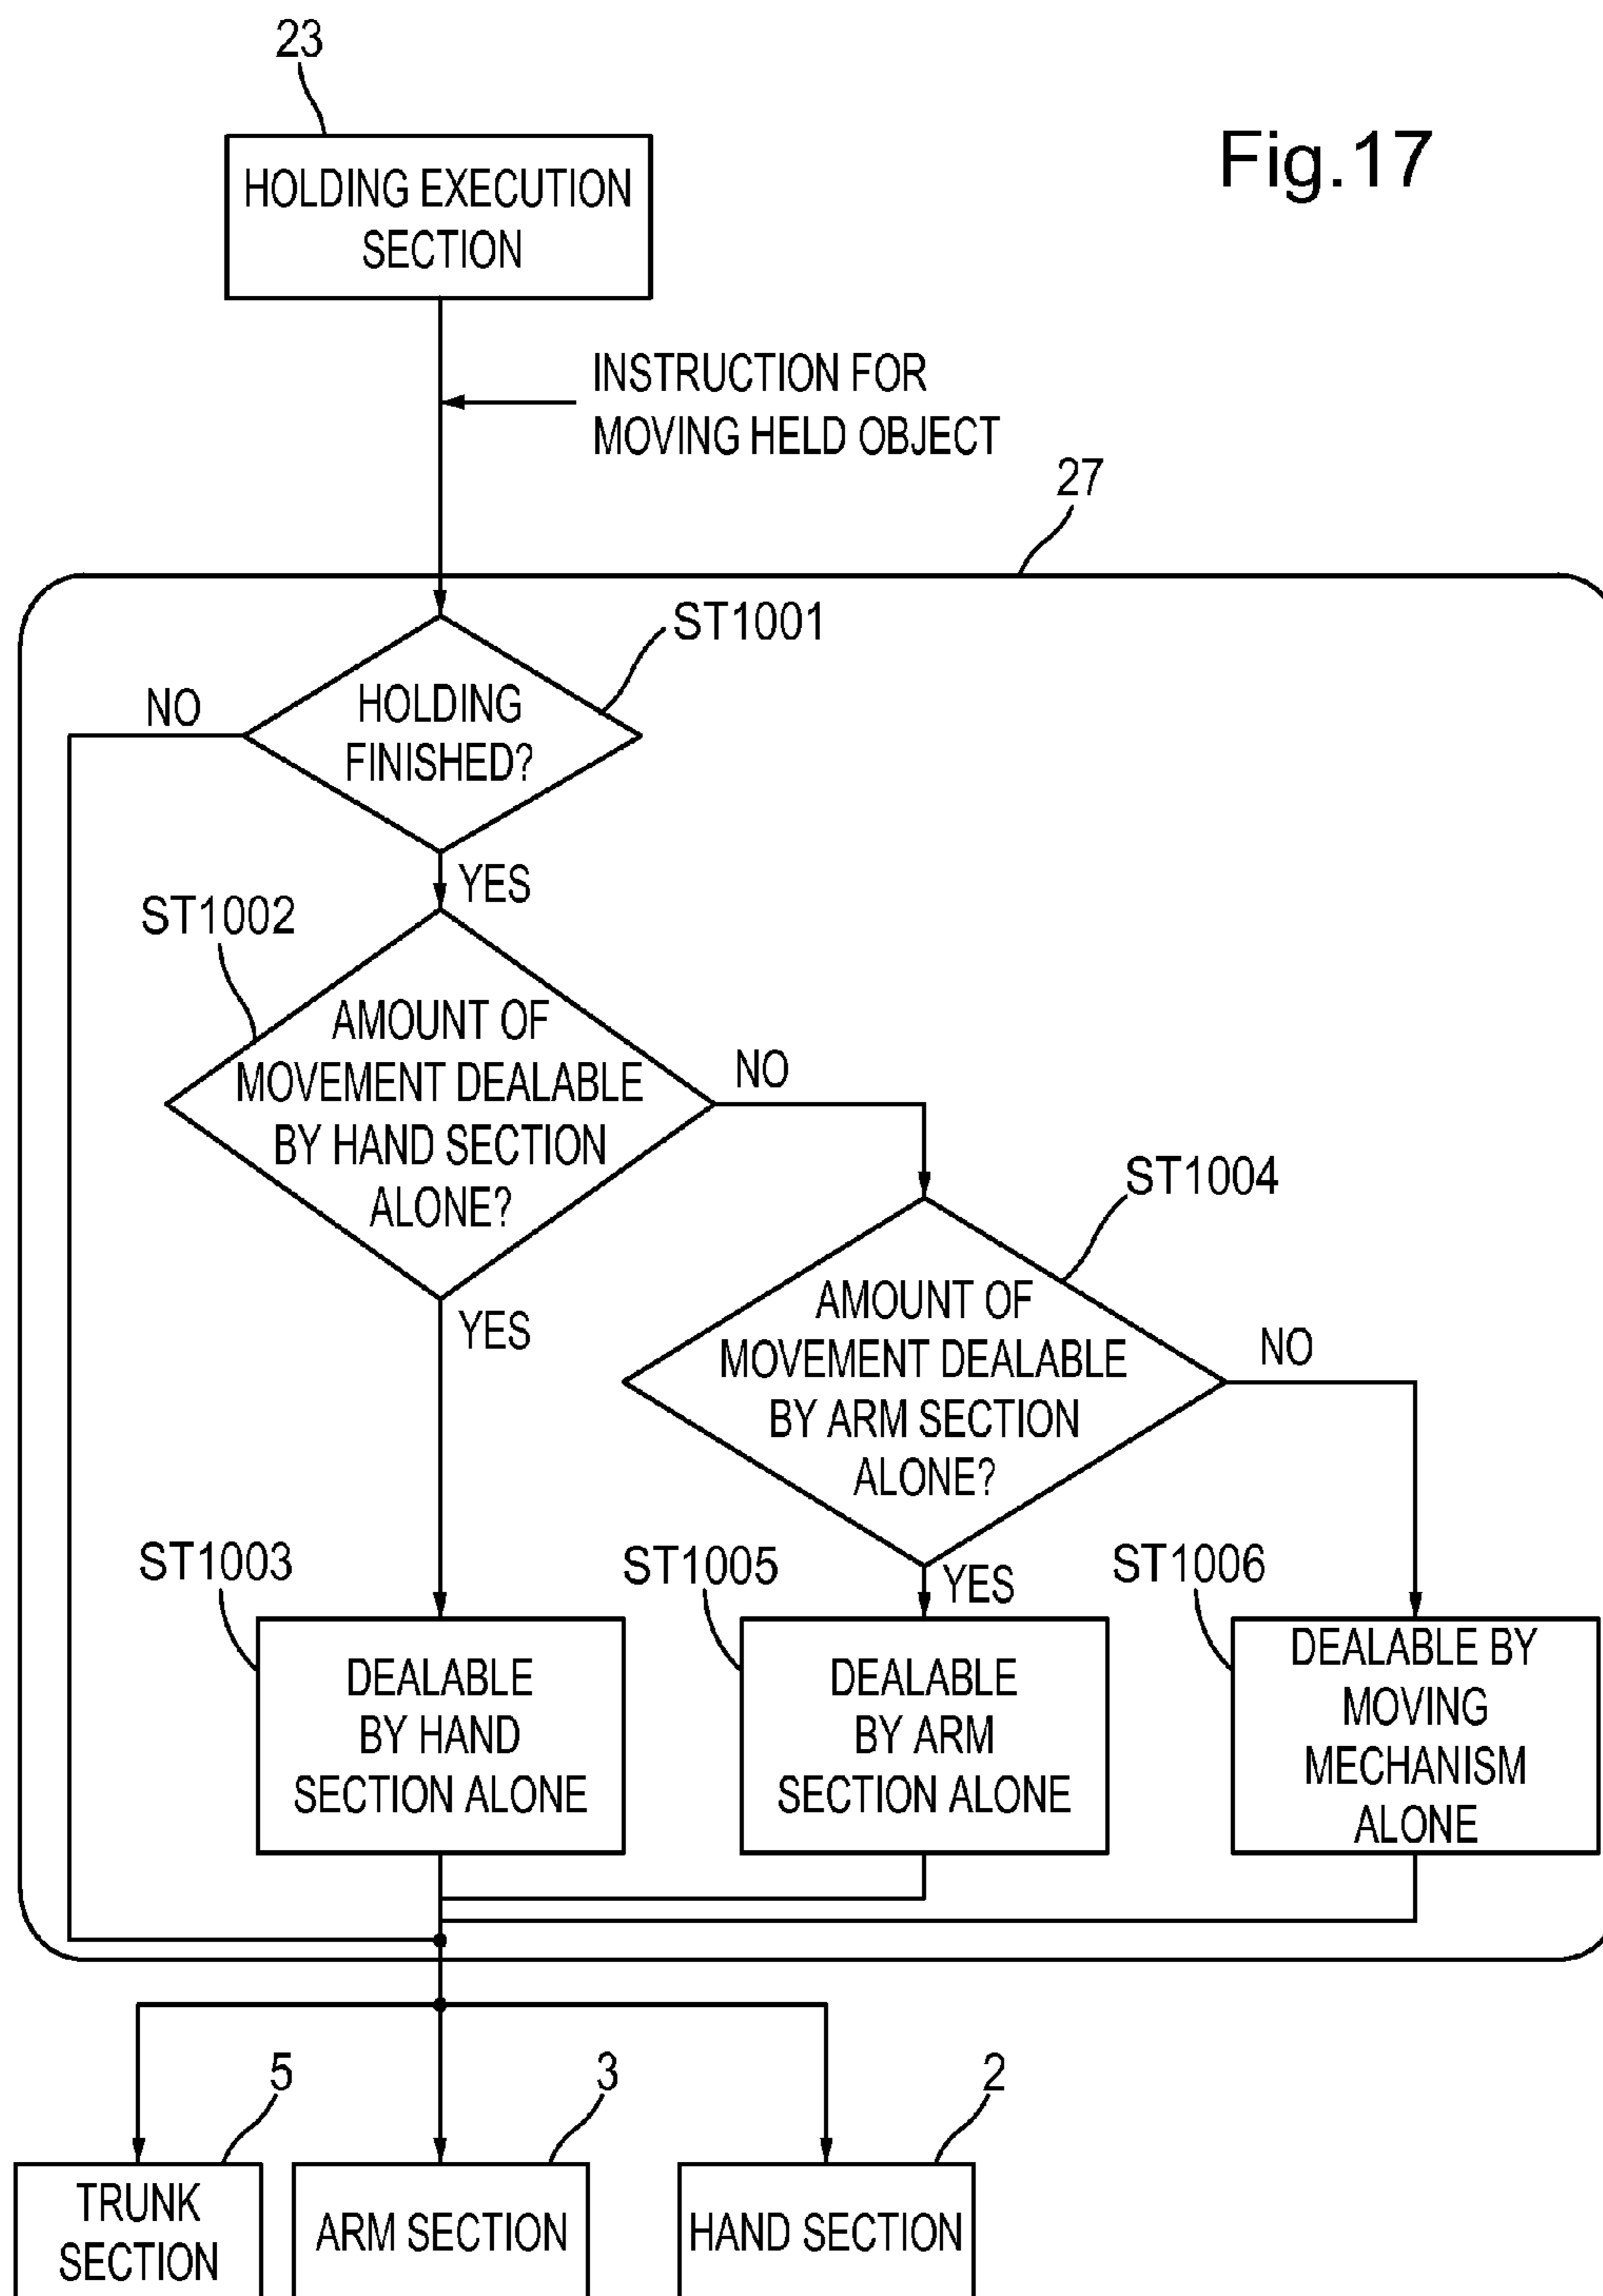 23
Fig.17
HOLDING EXECUTION
SECTION
INSTRUCTION FOR
MOVING HELD OBJECT
27
ST1001
NO
HOLDING
FINISHED?
YES
ST1002
AMOUNT OF
MOVEMENT DEALABLE
BY HAND SECTION
ALONE?
NO
YES
ST1004
AMOUNT OF
MOVEMENT DEALABLE
BY ARM SECTION
ALONE?
NO
YES
ST1003
DEALABLE
BY HAND
SECTION ALONE
ST1005
DEALABLE
BY ARM
SECTION ALONE
ST1006
DEALABLE BY
MOVING
MECHANISM
ALONE
5
TRUNK
SECTION
3
ARM SECTION
2
HAND SECTION